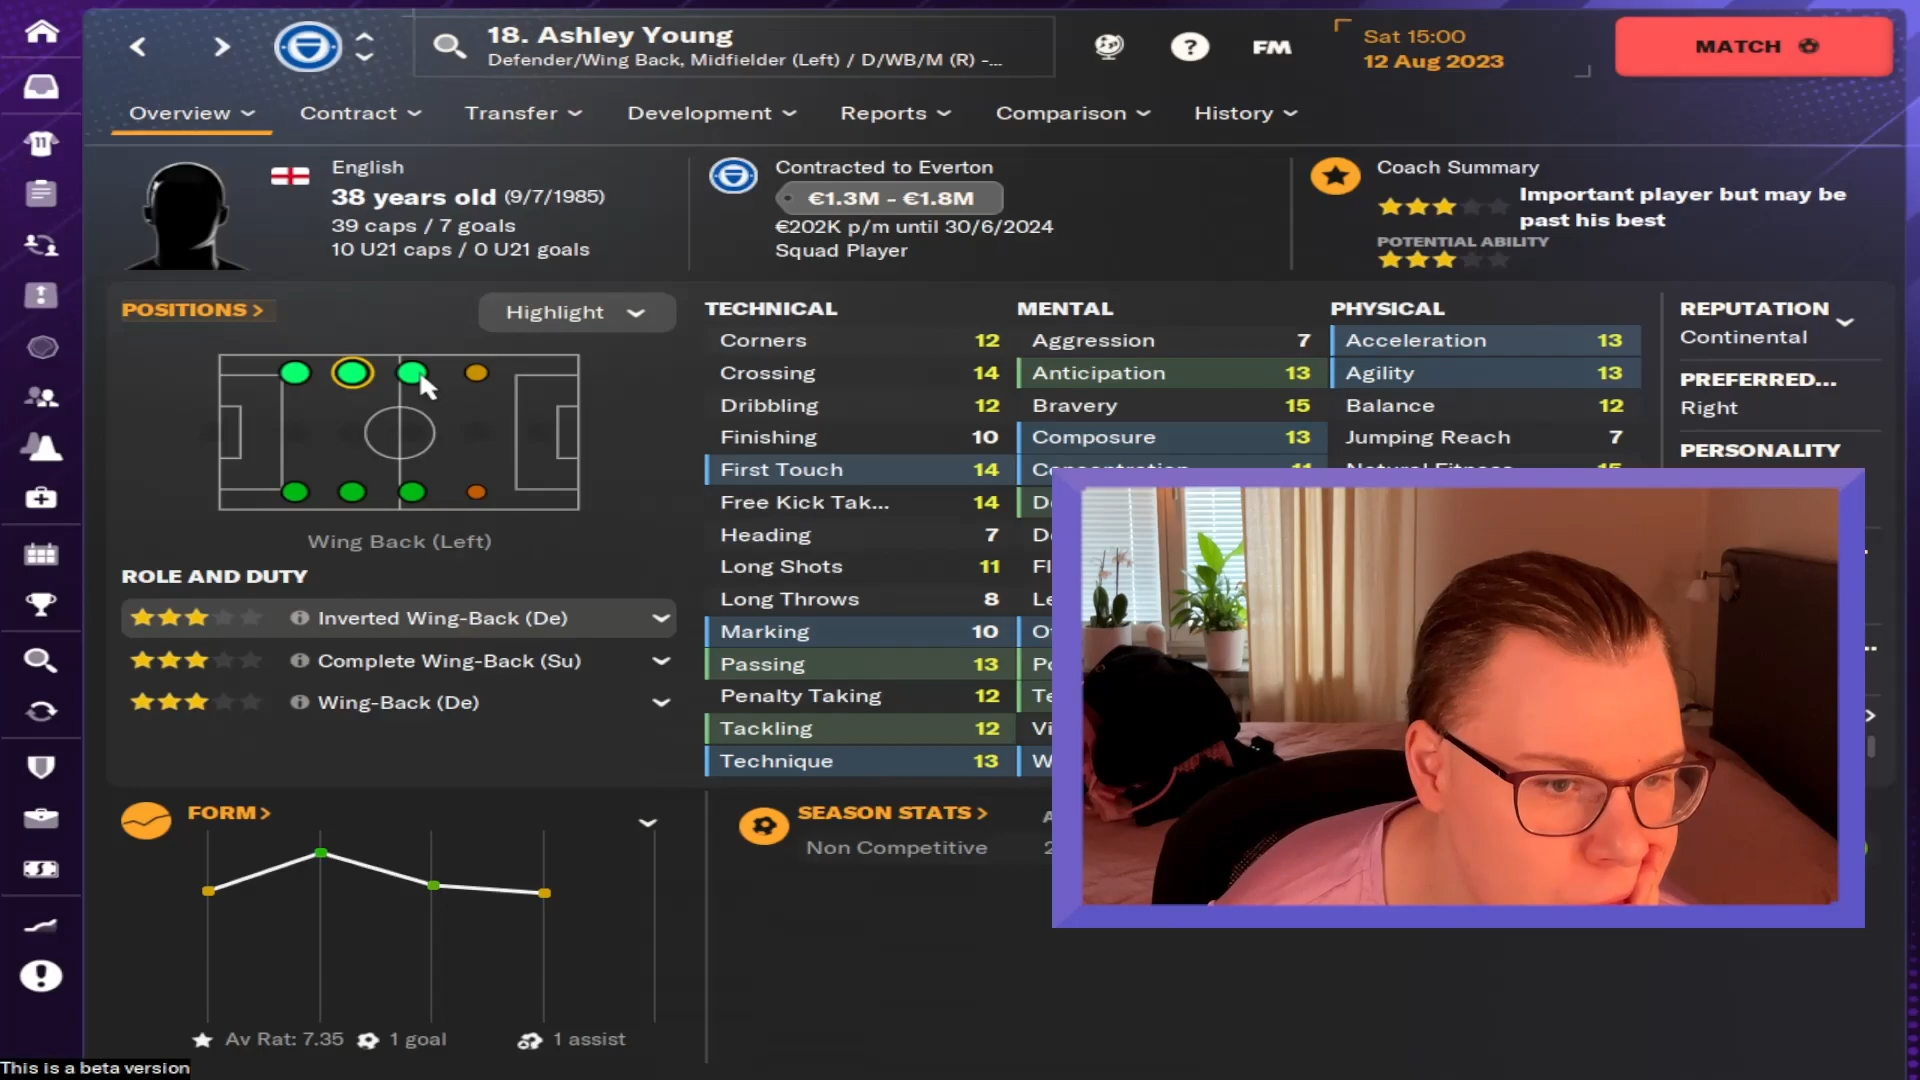 18. Ashley Young
Defender/Wing Back, Midfielder (Left) / D/WB/M (R) -...
FM
Sat 15:00
12 Aug 2023
MATCH
Overview
Contract
Transfer
Development
Reports
Comparison
History
11
English
38 years old (9/7/1985)
39 caps / 7 goals
10 U21 caps / 0 U21 goals
Contracted to Everton
€1.3M - €1.8M
€202K p/m until 30/6/2024
Squad Player
Coach Summary
Important player but may be
past his best
POTENTIAL ABILITY
POSITIONS >
Highlight
Wing Back (Left)
ROLE AND DUTY
Inverted Wing-Back (De)
Complete Wing-Back (Su)
Wing-Back (De)
TECHNICAL
Corners 12
Crossing 14
Dribbling 12
Finishing 10
First Touch 14
Free Kick Tak... 14
Heading 7
Long Shots 11
Long Throws 8
Marking 10
Passing 13
Penalty Taking 12
Tackling 12
Technique 13
MENTAL
Aggression 7
Anticipation 13
Bravery 15
Composure 13
PHYSICAL
Acceleration 13
Agility 13
Balance 12
Jumping Reach 7
REPUTATION
Continental
PREFERRED...
Right
PERSONALITY
FORM >
Av Rat: 7.35
1 goal
1 assist
SEASON STATS >
Non Competitive
This is a beta version